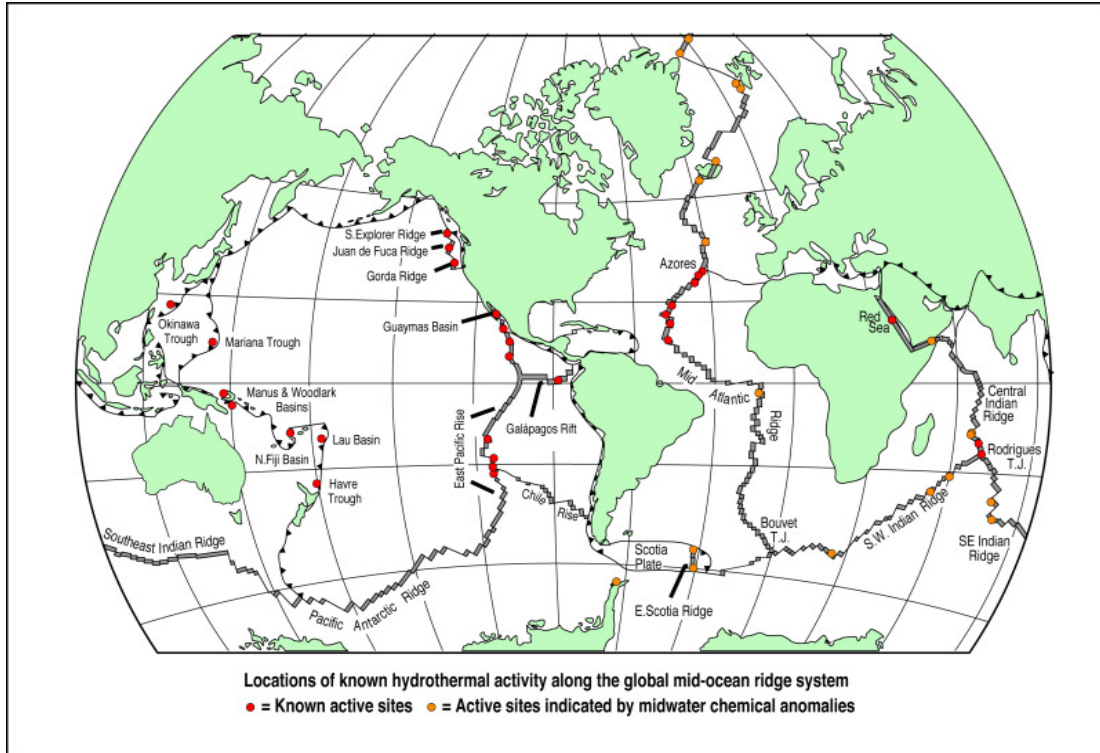 S.Explorer Ridge
Juan de Fuca Ridge
Gorda Ridge
Azores
Okinawa
Trough
Mariana Trough
Guaymas Basin
Red
Sea
Manus & Woodlark
Basins
Mid
Atlantic
Ridge
Central
Indian
Ridge
Galápagos Rift
East Pacific Rise
Lau Basin
N.Fiji Basin
Rodrigues
T.J.
Havre
Trough
Chile
Rise
Southeast Indian Ridge
Bouvet
T.J.
S.W. Indian Ridge
SE Indian
Ridge
Scotia
Plate
Pacific Antarctic Ridge
E.Scotia Ridge
Locations of known hydrothermal activity along the global mid-ocean ridge system
= Known active sites = Active sites indicated by midwater chemical anomalies